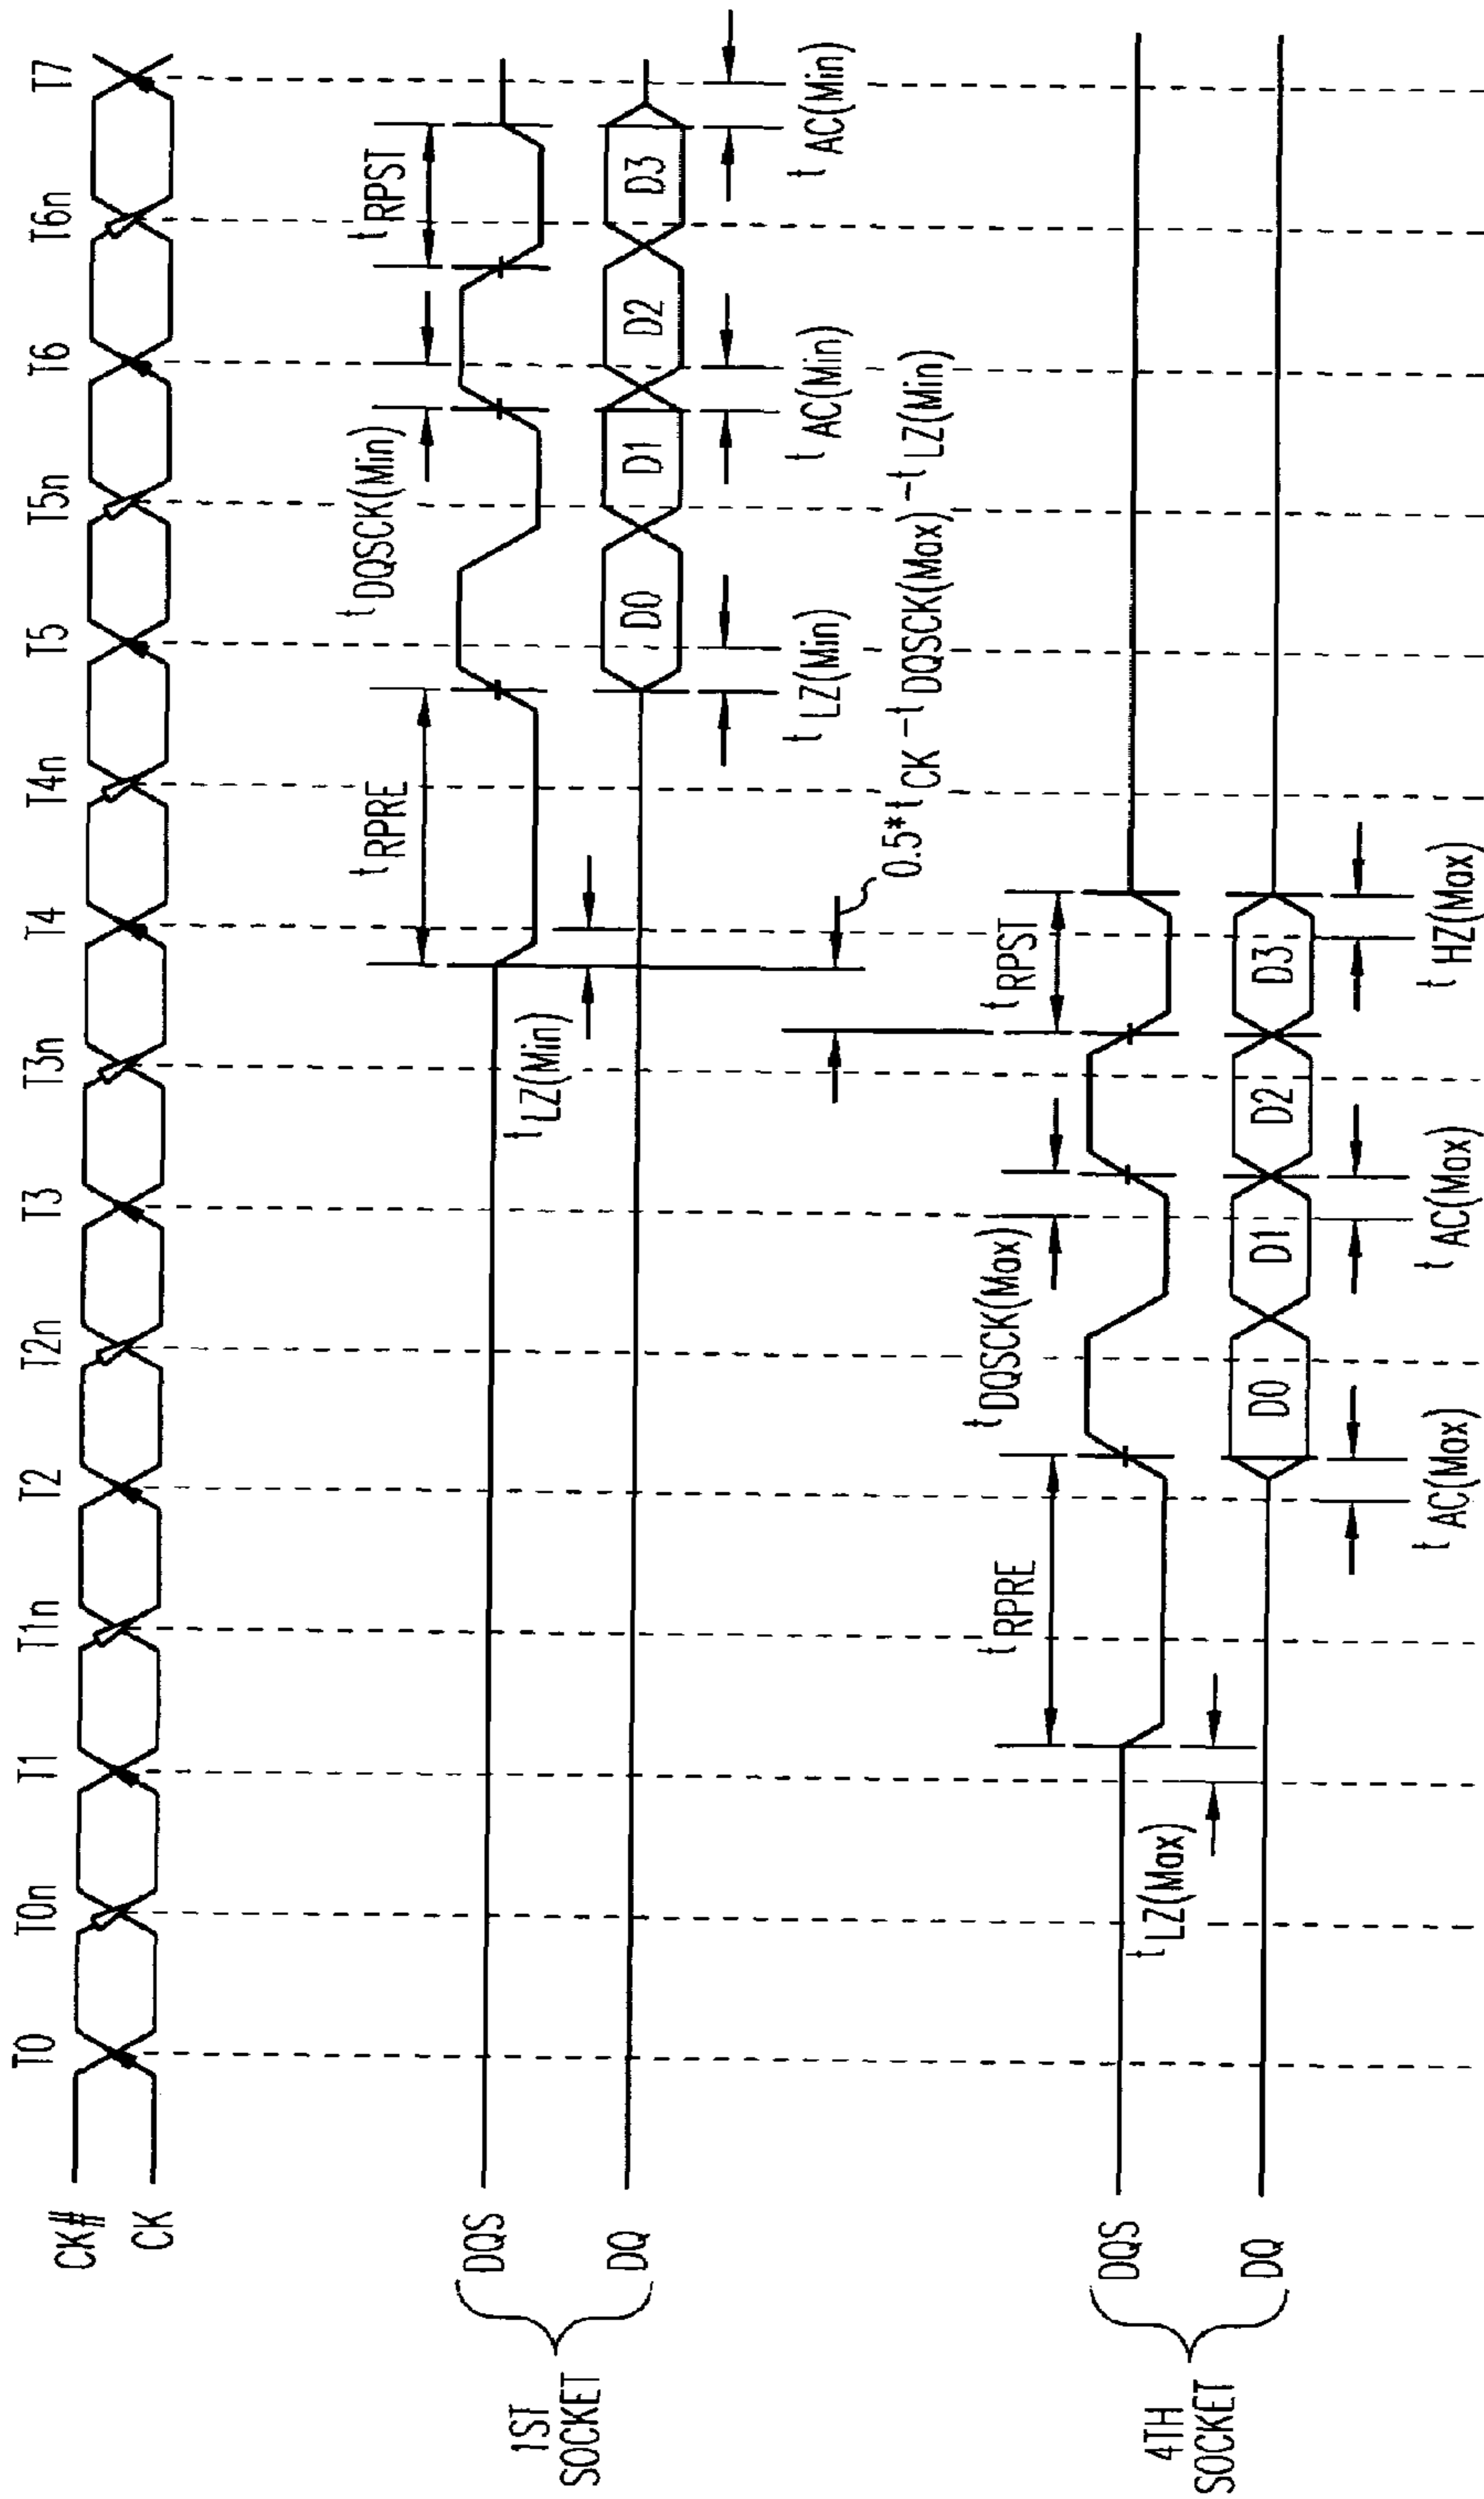 T0 T0n T1 T1n T2 T2n T3 T3n T4 T4n T5 T5n T6 T6n T7
CK#
CK
tRPRE
tDQSCK(Min)
tRPST
1ST
SOCKET
DQS
DQ
D0 D1 D2 D3
tLZ(Min)
tLZ(Min)
tAC(Min)
tAC(Min)
0.5*tCK-tDQSCK(Max)-tLZ(Min)
tRPRE
tDQSCK(Max)
tRPST
4TH
SOCKET
DQS
DQ
D0 D1 D2 D3
tLZ(Max)
tAC(Max)
tAC(Max)
tHZ(Max)